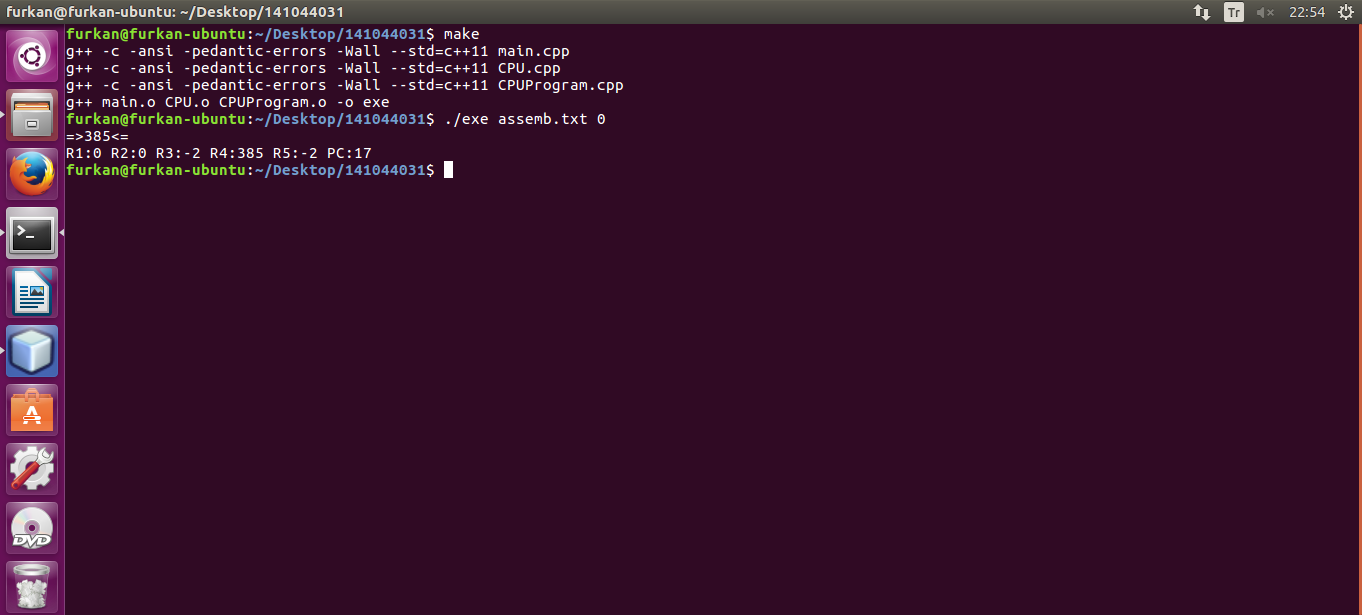 furkan@furkan-ubuntu: ~/Desktop/141044031
Tr
22:54
furkan@furkan-ubuntu:~/Desktop/141044031$ make
g++ -c -ansi -pedantic-errors -Wall --std=c++11 main.cpp
g++ -c -ansi -pedantic-errors -Wall --std=c++11 CPU.cpp
g++ -c -ansi -pedantic-errors -Wall --std=c++11 CPUProgram.cpp
g++ main.o CPU.o CPUProgram.o -o exe
furkan@furkan-ubuntu:~/Desktop/141044031$ ./exe assemb.txt 0
=>385<=
R1:0 R2:0 R3:-2 R4:385 R5:-2 PC:17
furkan@furkan-ubuntu:~/Desktop/141044031$
DVD